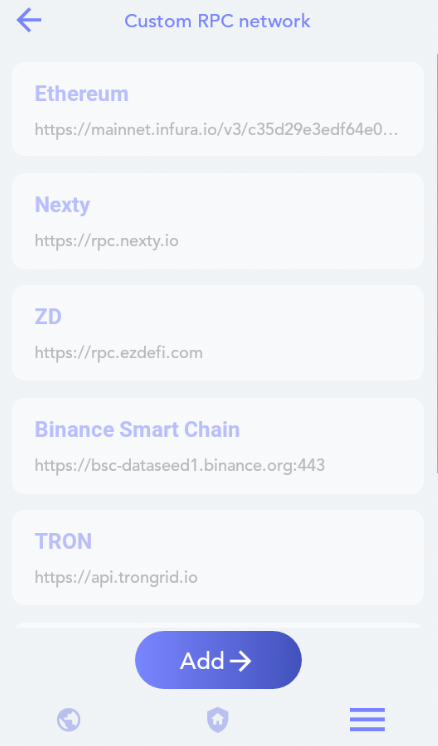 Custom RPC network
Ethereum
https://mainnet.infura.io/v3/c35d29e3edf64e0...
Nexty
https://rpc.nexty.io
ZD
https://rpc.ezdefi.com
Binance Smart Chain
https://bsc-dataseed1.binance.org:443
TRON
https://api.trongrid.io
Add